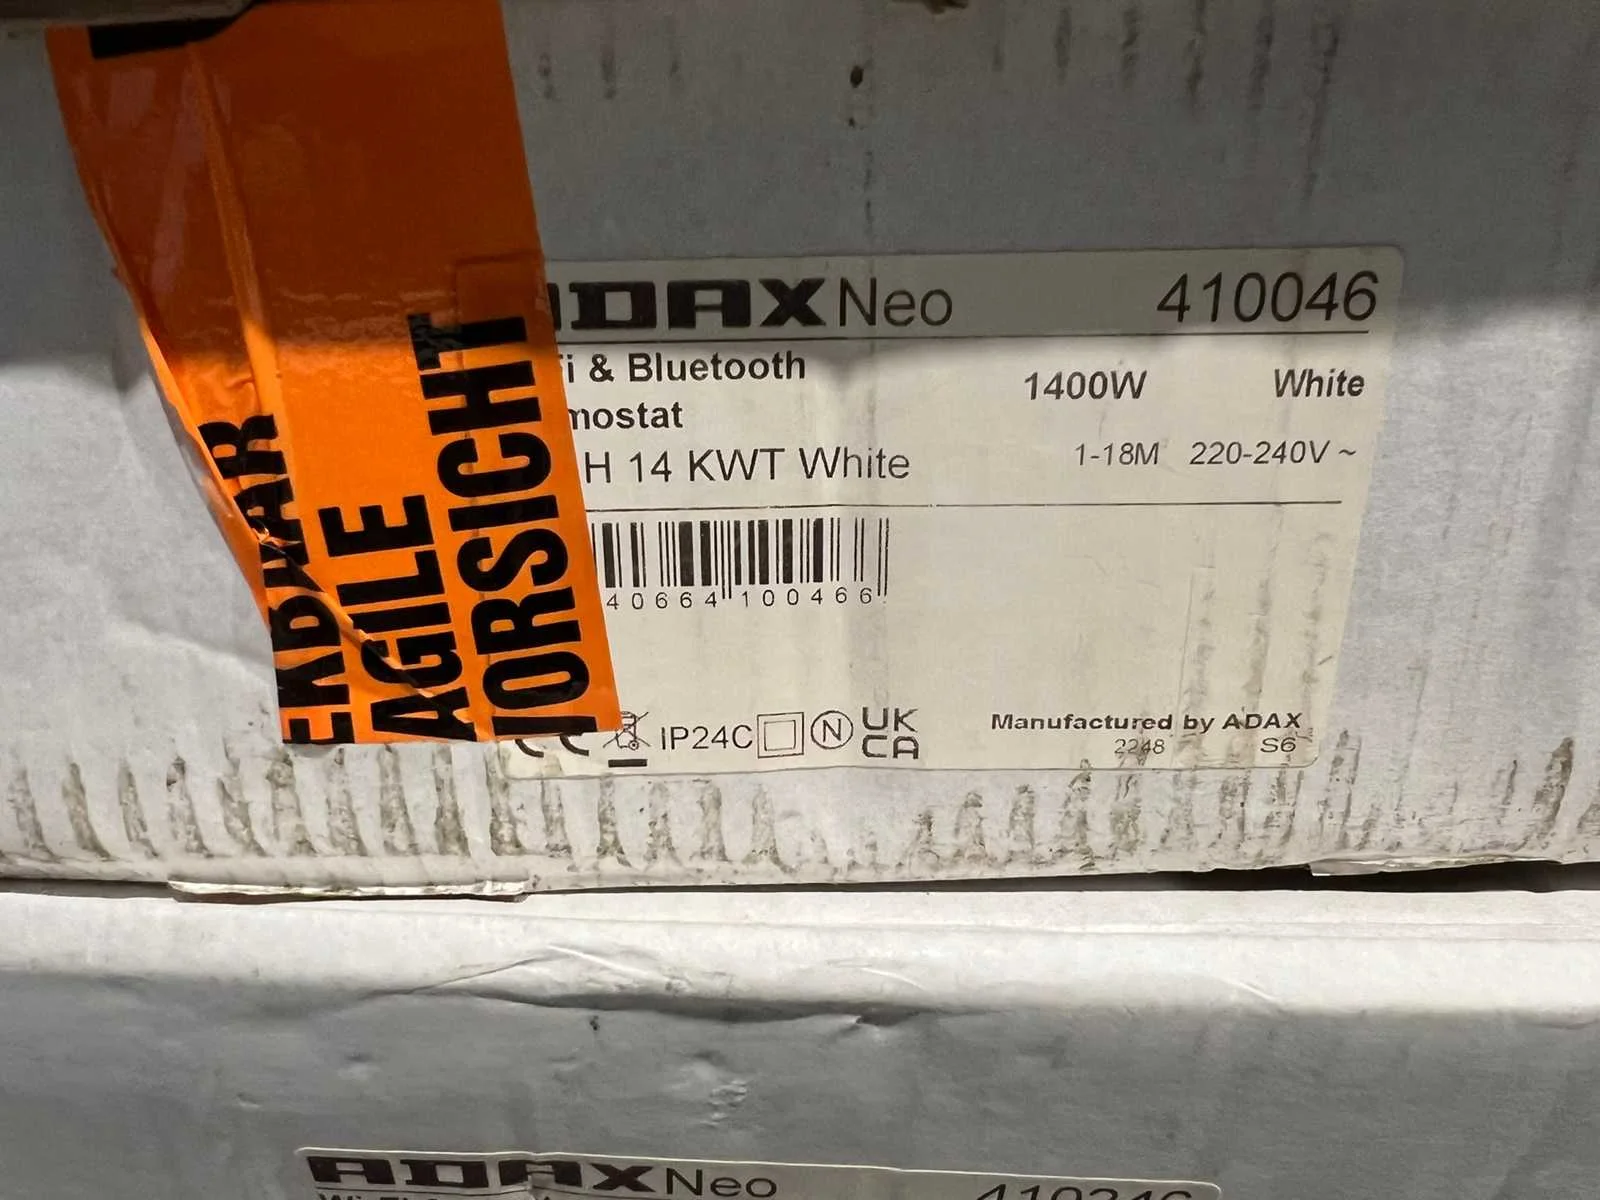 ADAX Neo 410046
Fi & Bluetooth
mostat
1400W White
H 14 KWT White
1-18M 220-240V ~
40664 100466
IP24C N UK CA
Manufactured by ADAX
2248 S6
AGILE
VORSICHT
ADAX Neo